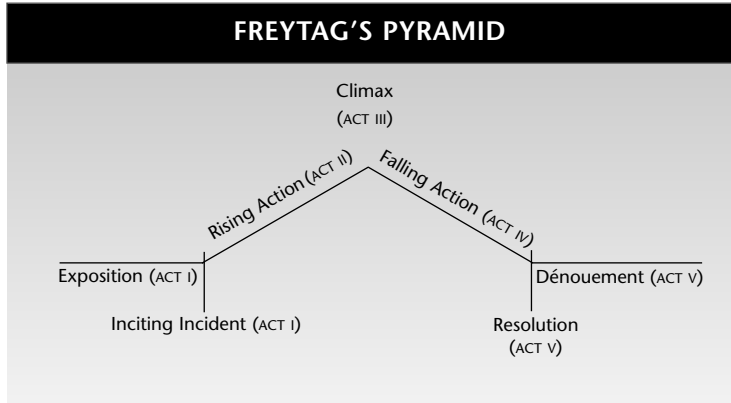 FREYTAG'S PYRAMID
Climax
(ACT III)
Rising Action (ACT II)
Falling Action (ACT IV)
Exposition (ACT I)
Dénouement (ACT V)
Inciting Incident (ACT I)
Resolution
(ACT V)